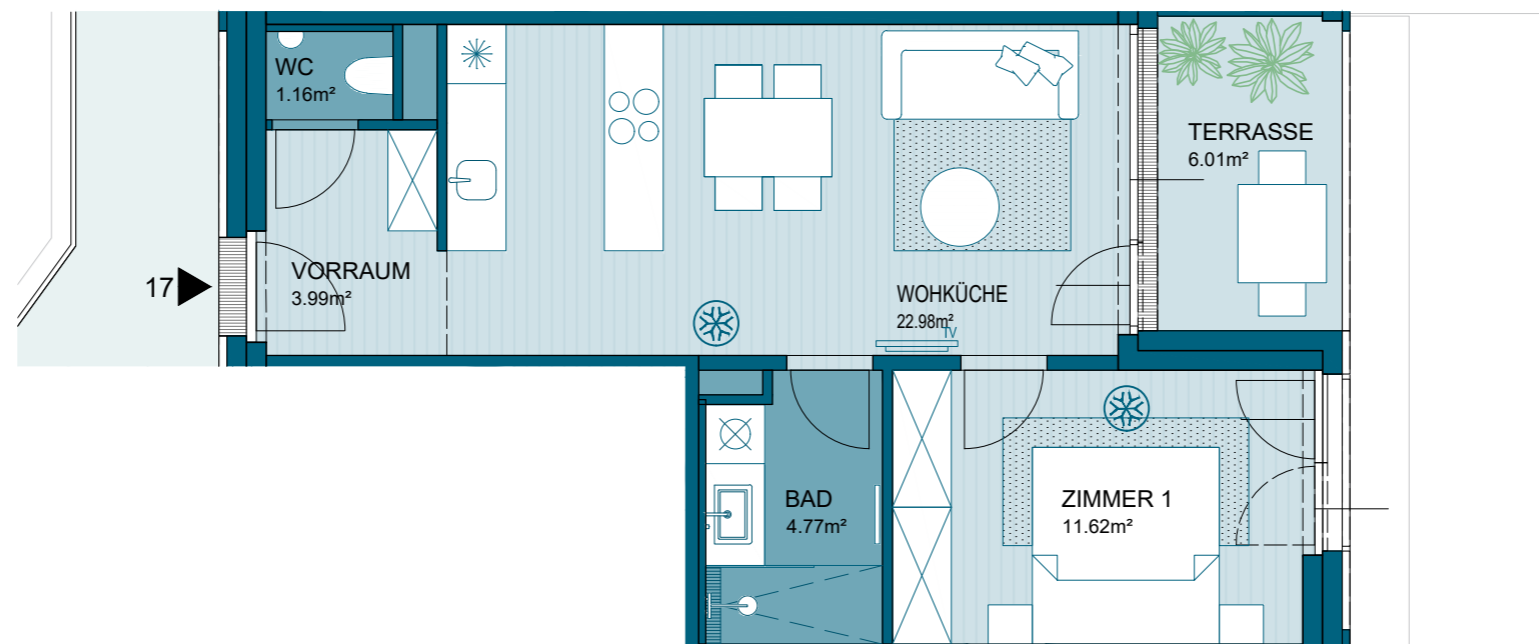 WC
1.16m²
TERRASSE
6.01m²
VORRAUM
3.99m²
17
WOHKÜCHE
22.98m²
TV
BAD
4.77m²
ZIMMER 1
11.62m²